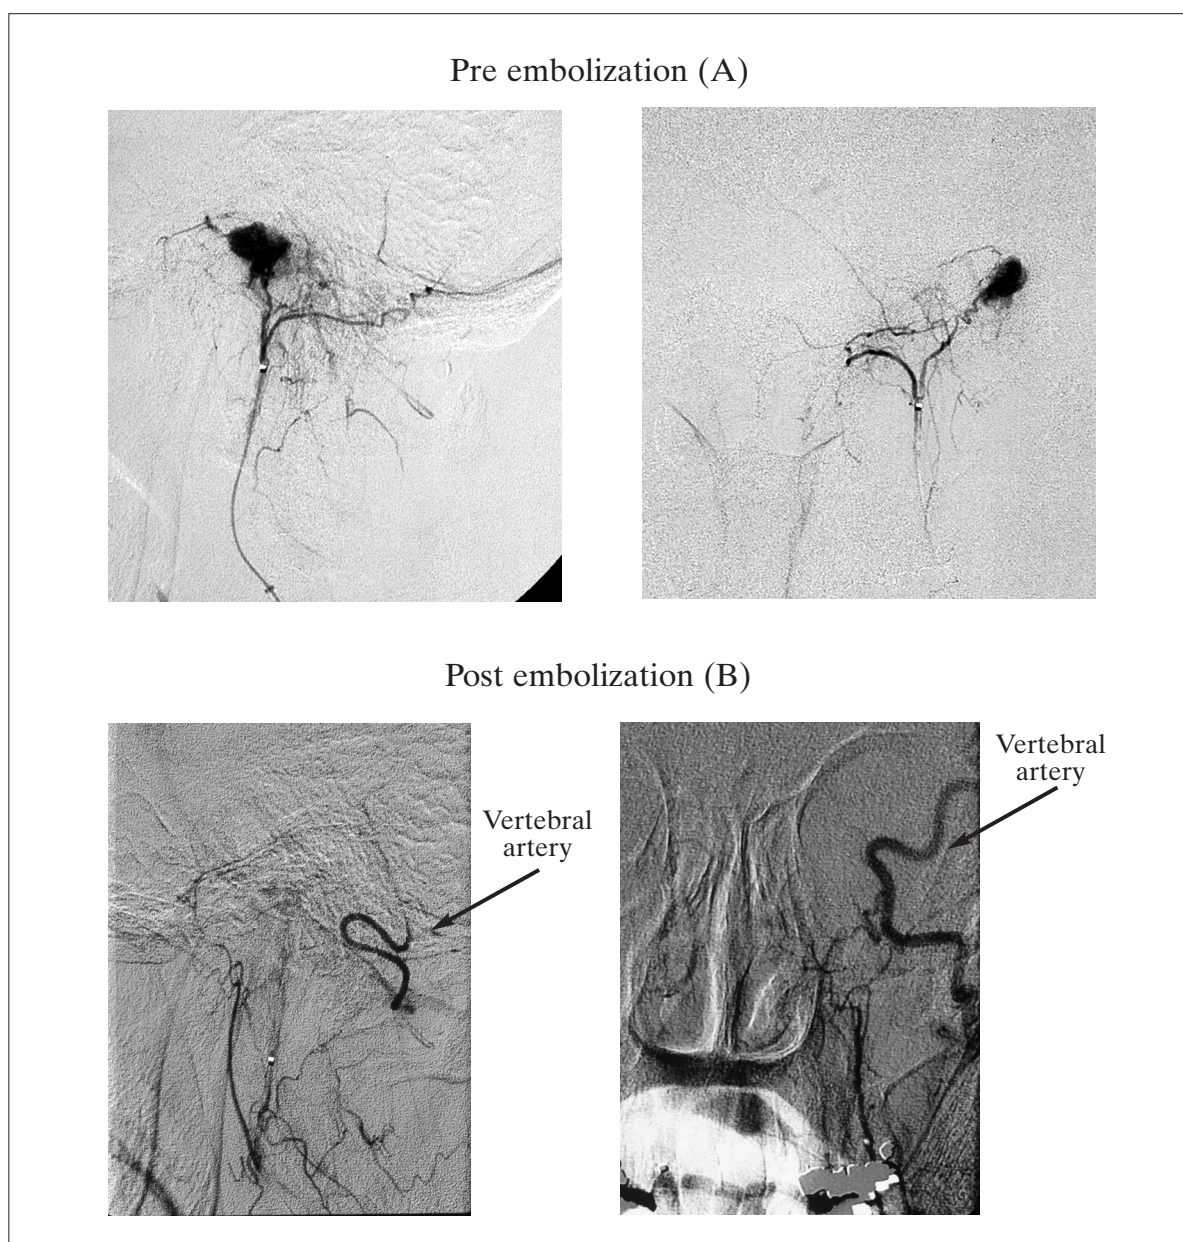 Pre embolization (A)
Post embolization (B)
Vertebral
artery
Vertebral
artery